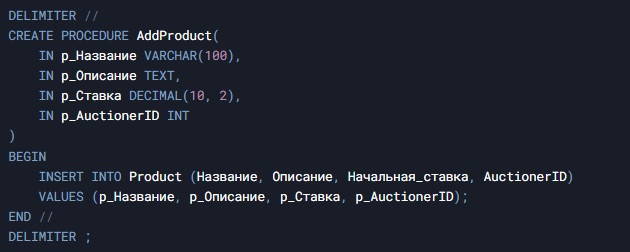 DELIMITER //
CREATE PROCEDURE AddProduct(
    IN p_Название VARCHAR(100),
    IN p_Описание TEXT,
    IN p_Ставка DECIMAL(10, 2),
    IN p_AuctionerID INT
)
BEGIN
    INSERT INTO Product (Название, Описание, Начальная_ставка, AuctionerID)
    VALUES (p_Название, p_Описание, p_Ставка, p_AuctionerID);
END //
DELIMITER ;